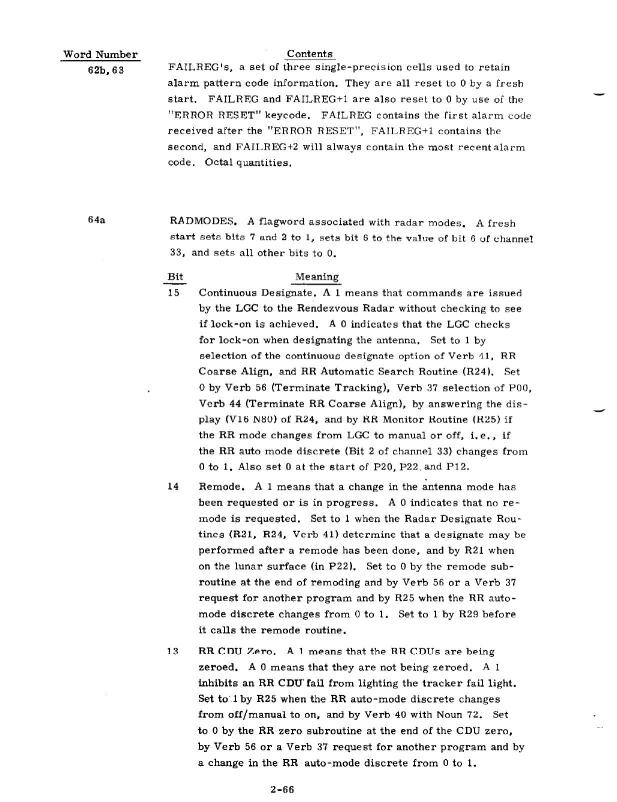 Word Number Contents
62b, 63 FAILREG's, a set of three single-precision cells used to retain
alarm pattern code information. They are all reset to 0 by a fresh
start. FAILREG and FAILREG+1 are also reset to 0 by use of the
"ERROR RESET" keycode. FAILREG contains the first alarm code
received after the "ERROR RESET", FAILREG+1 contains the
second, and FAILREG+2 will always contain the most recent alarm
code. Octal quantities.
64a RADMODES. A flagword associated with radar modes. A fresh
start sets bits 7 and 2 to 1, sets bit 6 to the value of bit 6 of channel
33, and sets all other bits to 0.
Bit Meaning
15 Continuous Designate. A 1 means that commands are issued
by the LGC to the Rendezvous Radar without checking to see
if lock-on is achieved. A 0 indicates that the LGC checks
for lock-on when designating the antenna. Set to 1 by
selection of the continuous designate option of Verb 41, RR
Coarse Align, and RR Automatic Search Routine (R24). Set
0 by Verb 56 (Terminate Tracking), Verb 37 selection of P00,
Verb 44 (Terminate RR Coarse Align), by answering the dis-
play (V16 N80) of R24, and by RR Monitor Routine (R25) if
the RR mode changes from LGC to manual or off, i.e., if
the RR auto mode discrete (Bit 2 of channel 33) changes from
0 to 1. Also set 0 at the start of P20, P22 and P12.
14 Remode. A 1 means that a change in the antenna mode has
been requested or is in progress. A 0 indicates that no re-
mode is requested. Set to 1 when the Radar Designate Rou-
tines (R21, R24, Verb 41) determine that a designate may be
performed after a remode has been done, and by R21 when
on the lunar surface (in P22). Set to 0 by the remode sub-
routine at the end of remoding and by Verb 56 or a Verb 37
request for another program and by R25 when the RR auto-
mode discrete changes from 0 to 1. Set to 1 by R29 before
it calls the remode routine.
13 RR CDU Zero. A 1 means that the RR CDUs are being
zeroed. A 0 means that they are not being zeroed. A 1
inhibits an RR CDU fail from lighting the tracker fail light.
Set to 1 by R25 when the RR auto-mode discrete changes
from off/manual to on, and by Verb 40 with Noun 72. Set
to 0 by the RR zero subroutine at the end of the CDU zero,
by Verb 56 or a Verb 37 request for another program and by
a change in the RR auto-mode discrete from 0 to 1.
2-66